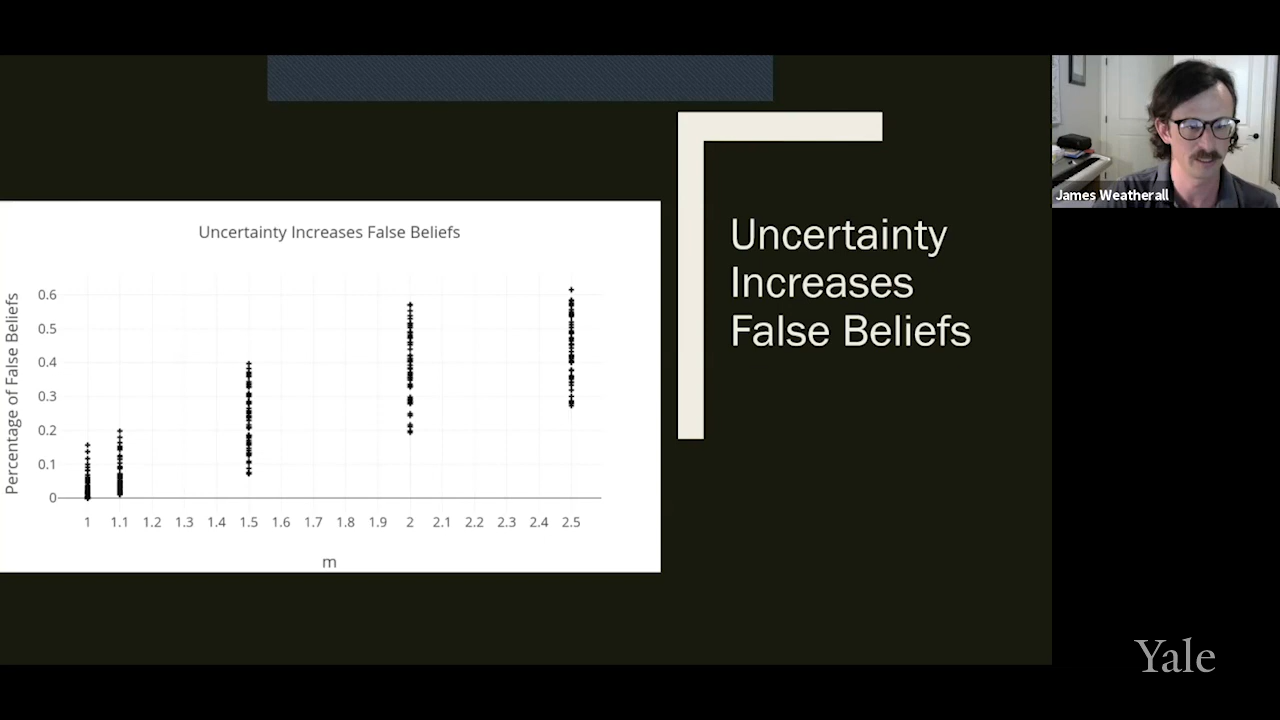 Uncertainty Increases False Beliefs
Percentage of False Beliefs
0.6
0.5
0.4
0.3
0.2
0.1
0
1 1.1 1.2 1.3 1.4 1.5 1.6 1.7 1.8 1.9 2 2.1 2.2 2.3 2.4 2.5
m
Uncertainty
Increases
False Beliefs
James Weatherall
Yale